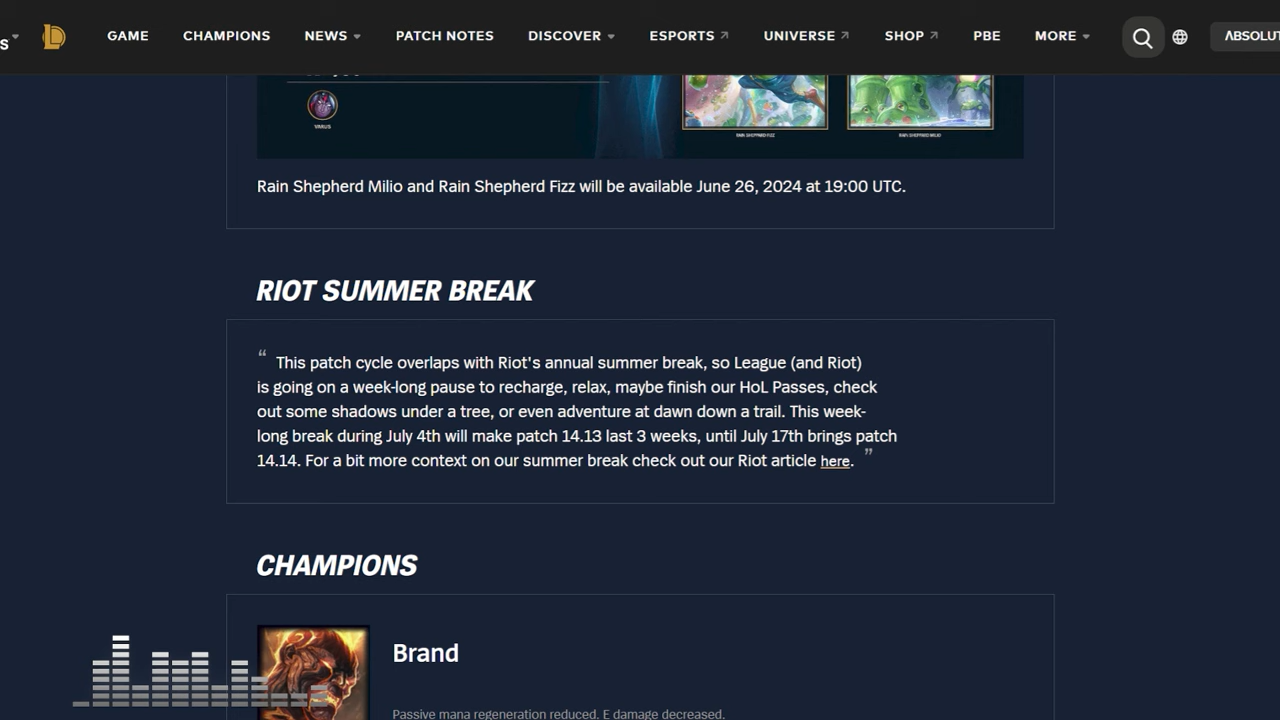 S
GAME CHAMPIONS NEWS PATCH NOTES DISCOVER ESPORTS UNIVERSE SHOP PBE MORE ABSOLUT
VARUS
RAIN SHEPHERD FIZZ
RAIN SHEPHERD MILIO
Rain Shepherd Milio and Rain Shepherd Fizz will be available June 26, 2024 at 19:00 UTC.
RIOT SUMMER BREAK
“ This patch cycle overlaps with Riot's annual summer break, so League (and Riot)
is going on a week-long pause to recharge, relax, maybe finish our HoL Passes, check
out some shadows under a tree, or even adventure at dawn down a trail. This week-
long break during July 4th will make patch 14.13 last 3 weeks, until July 17th brings patch
14.14. For a bit more context on our summer break check out our Riot article here. ”
CHAMPIONS
Brand
Passive mana regeneration reduced. E damage decreased.